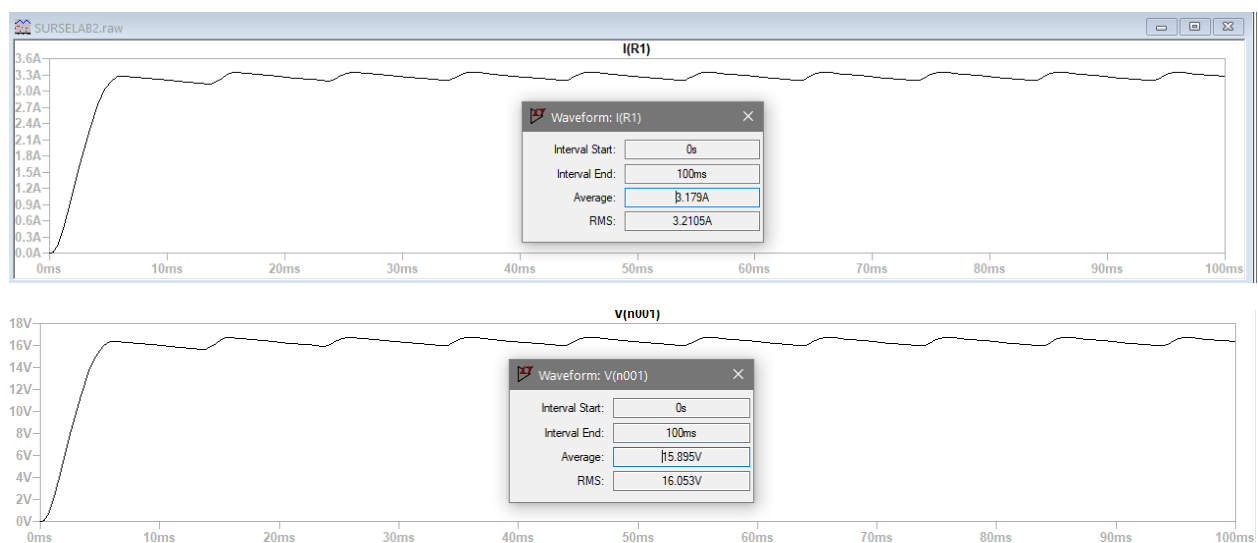 SURSELAB2.raw
I(R1)
3.6A
3.3A
3.0A
2.7A
2.4A
2.1A
1.8A
1.5A
1.2A
0.9A
0.6A
0.3A
0.0A
0ms 10ms 20ms 30ms 40ms 50ms 60ms 70ms 80ms 90ms 100ms
Waveform: I(R1)
Interval Start: 0s
Interval End: 100ms
Average: 3.179A
RMS: 3.2105A
V(n001)
18V
16V
14V
12V
10V
8V
6V
4V
2V
0V
0ms 10ms 20ms 30ms 40ms 50ms 60ms 70ms 80ms 90ms 100ms
Waveform: V(n001)
Interval Start: 0s
Interval End: 100ms
Average: 15.895V
RMS: 16.053V